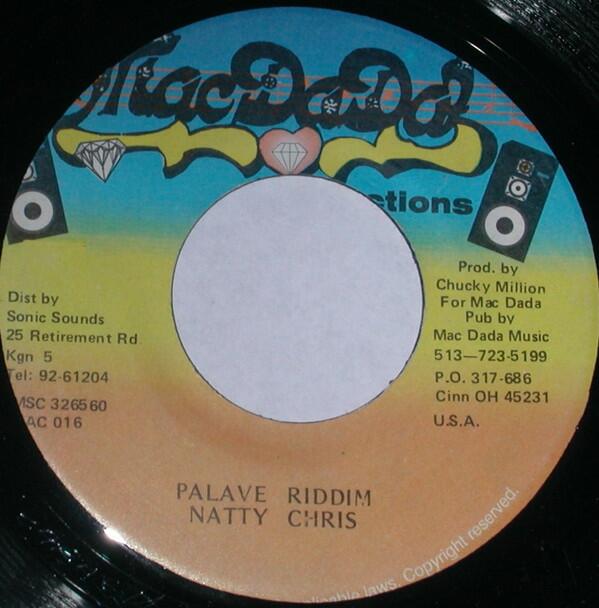 MacDaDa!
ctions
Dist by
Sonic Sounds
25 Retirement Rd
Kgn 5
Tel: 92-61204
MSC 326560
AC 016
Prod. by
Chucky Million
For Mac Dada
Pub by
Mac Dada Music
513—723-5199
P.O. 317-686
Cinn OH 45231
U.S.A.
PALAVE RIDDIM
NATTY CHRIS
laws. Copyright reserved.